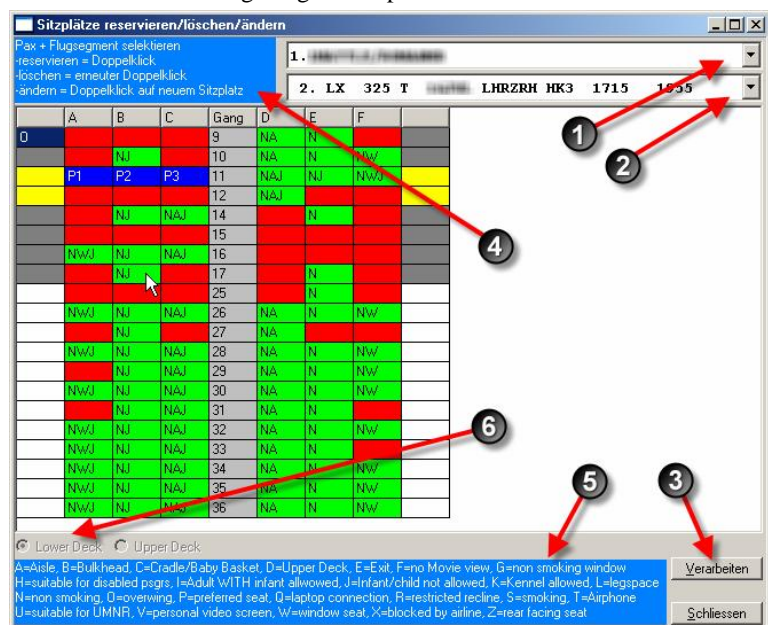 Sitzplätze reservieren/löschen/ändern
Pax + Flugsegment selektieren
-reservieren = Doppelklick
-löschen = erneuter Doppelklick
-ändern = Doppelklick auf neuem Sitzplatz
1.
2. LX 325 T LHRZRH HK3 1715
1
2
A B C Gang D E F
0 9 NA N
NJ 10 NA N NW
P1 P2 P3 11 NAJ NJ NWJ
12 NAJ
NJ NAJ 14 N
15
4
NWJ NJ NAJ 16
NJ 17 N
25 N
NWJ NJ NAJ 26 NA N NW
NJ 27 NA
NWJ NJ NAJ 28 NA N NW
NJ NAJ 29 NA N NW
NWJ NJ NAJ 30 NA N NW
NJ NAJ 31 NA N
NWJ NJ NAJ 32 NA N NW
6
NWJ NJ NAJ 33 NA N
NWJ NJ NAJ 34 NA N NW
NWJ NJ NAJ 35 NA N NW
NWJ NJ NAJ 36 NA N NW
5
3
Lower Deck Upper Deck
A=Aisle, B=Bulkhead, C=Cradle/Baby Basket, D=Upper Deck, E=Exit, F=no Movie view, G=non smoking window
H=suitable for disabled psgrs, I=Adult WITH infant allwowed, J=Infant/child not allowed, K=Kennel allowed, L=legspace
N=non smoking, O=overwing, P=preferred seat, Q=laptop connection, R=restricted recline, S=smoking, T=Airphone
U=suitable for UMNR, V=personal video screen, W=window seat, X=blocked by airline, Z=rear facing seat
Verarbeiten
Schliessen